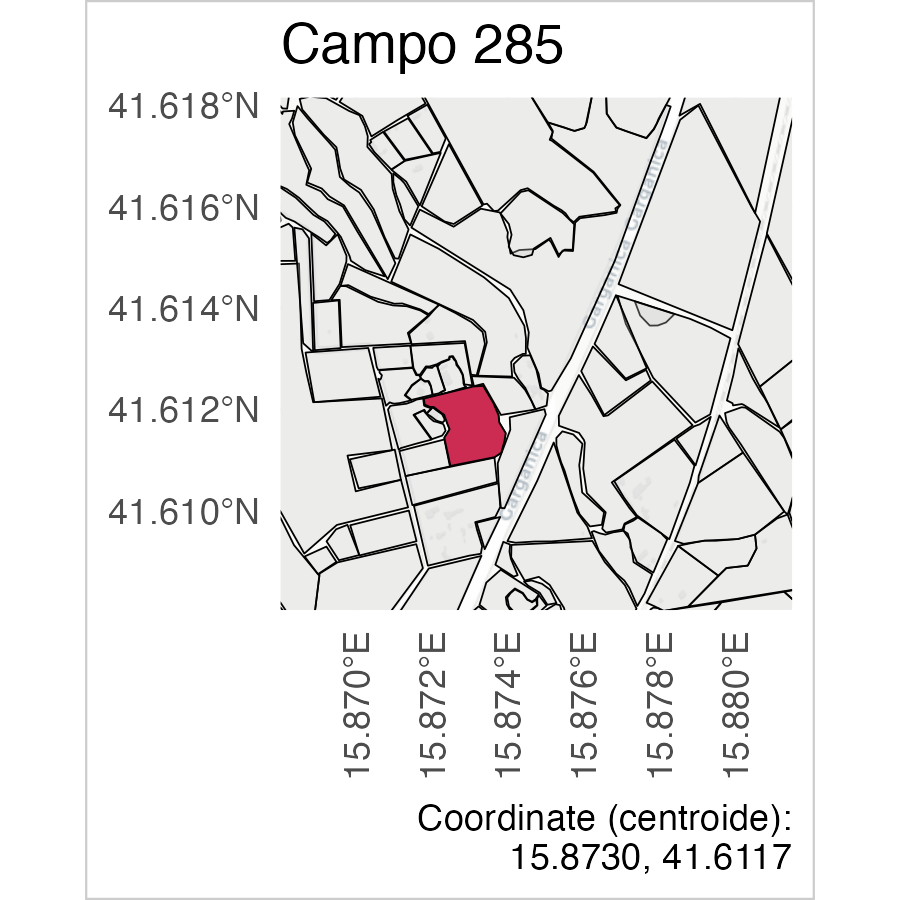 Campo 285
41.618°N
41.616°N
41.614°N
41.612°N
41.610°N
Garganica
Garganica
Garganica
15.870°E
15.872°E
15.874°E
15.876°E
15.878°E
15.880°E
Coordinate (centroide):
15.8730, 41.6117